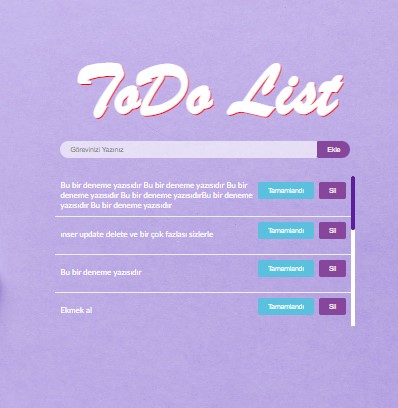 ToDo List
Görevinizi Yazınız
Ekle
Bu bir deneme yazısıdır Bu bir deneme yazısıdır Bu bir
deneme yazısıdır Bu bir deneme yazısıdırBu bir deneme
yazısıdır Bu bir deneme yazısıdır
Tamamlandı
Sil
ınser update delete ve bir çok fazlası sizlerle
Tamamlandı
Sil
Bu bir deneme yazısıdır
Tamamlandı
Sil
Ekmek al
Tamamlandı
Sil